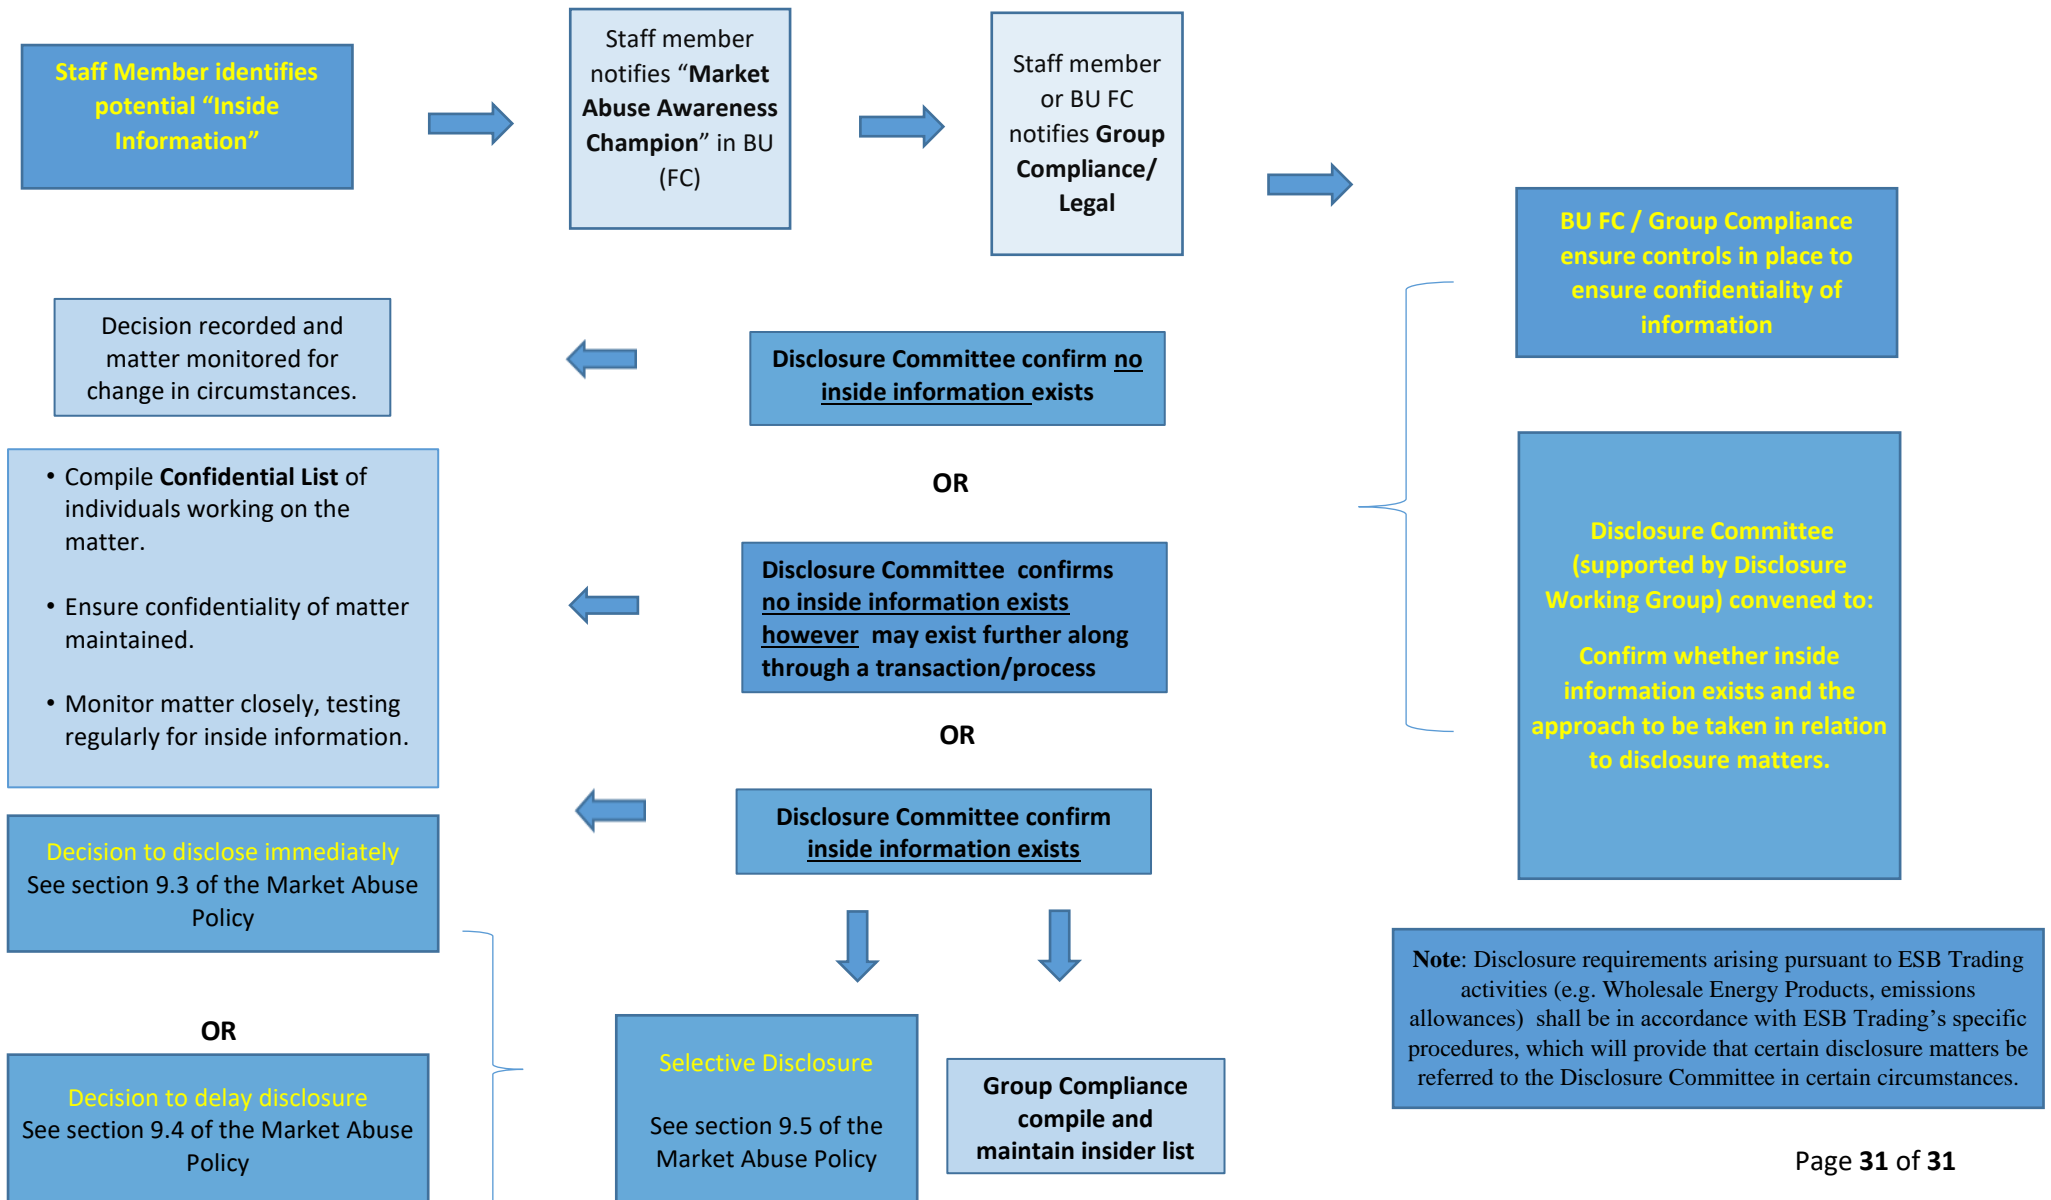 Staff Member identifies
potential “Inside
Information”
Staff member
notifies “Market
Abuse Awareness
Champion” in BU
(FC)
Staff member
or BU FC
notifies Group
Compliance/
Legal
BU FC / Group Compliance
ensure controls in place to
ensure confidentiality of
information
Disclosure Committee
(supported by Disclosure
Working Group) convened to:
Confirm whether inside
information exists and the
approach to be taken in relation
to disclosure matters.
Disclosure Committee confirm no
inside information exists
Decision recorded and
matter monitored for
change in circumstances.
OR
Disclosure Committee  confirms
no inside information exists
however  may exist further along
through a transaction/process
• Compile Confidential List of
individuals working on the
matter.
• Ensure confidentiality of matter
maintained.
• Monitor matter closely, testing
regularly for inside information.
OR
Disclosure Committee confirm
inside information exists
Decision to disclose immediately
See section 9.3 of the Market Abuse
Policy
OR
Decision to delay disclosure
See section 9.4 of the Market Abuse
Policy
Selective Disclosure
See section 9.5 of the
Market Abuse Policy
Group Compliance
compile and
maintain insider list
Note: Disclosure requirements arising pursuant to ESB Trading
activities (e.g. Wholesale Energy Products, emissions
allowances)  shall be in accordance with ESB Trading’s specific
procedures, which will provide that certain disclosure matters be
referred to the Disclosure Committee in certain circumstances.
Page 31 of 31